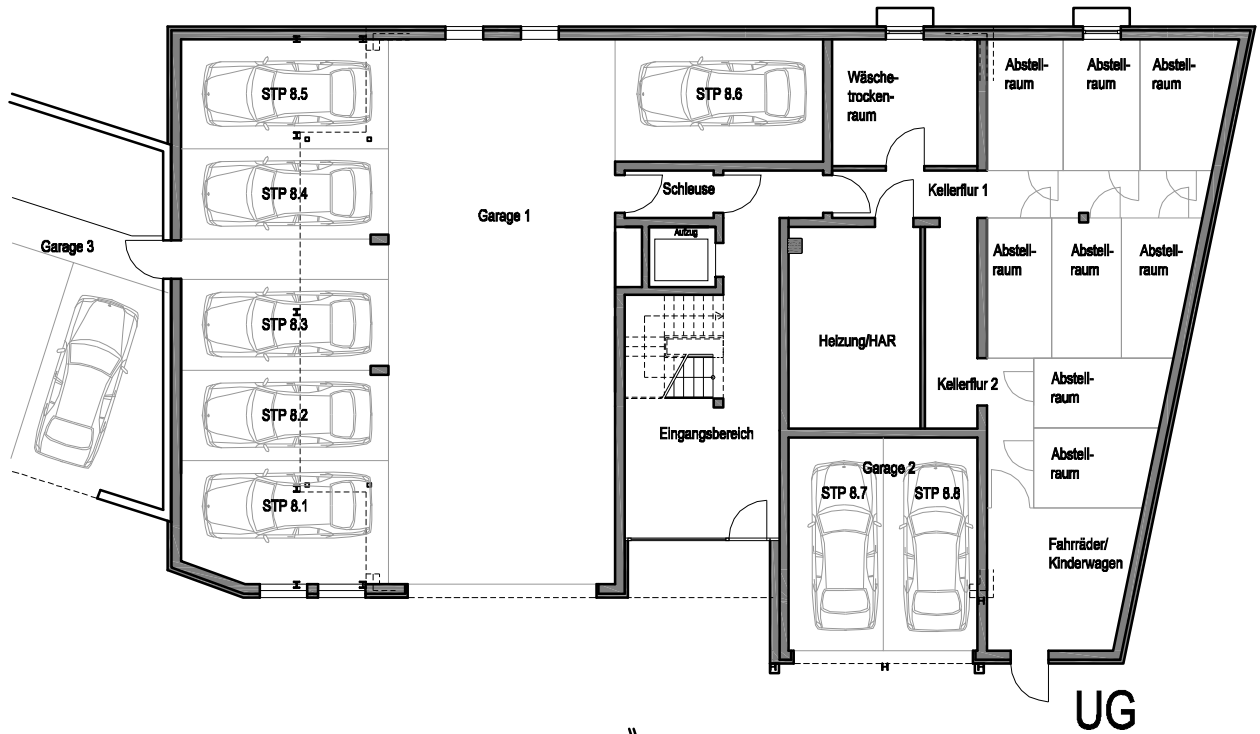 STP 8.5
STP 8.6
Wäsche-
trocken-
raum
Abstell-
raum
Abstell-
raum
Abstell-
raum
STP 8.4
Schleuse
Kellerflur 1
Garage 1
Aufzug
Garage 3
Abstell-
raum
Abstell-
raum
Abstell-
raum
STP 8.3
Heizung/HAR
Kellerflur 2
Abstell-
raum
STP 8.2
Eingangsbereich
Abstell-
raum
Garage 2
STP 8.7
STP 8.8
STP 8.1
Fahrräder/
Kinderwagen
UG